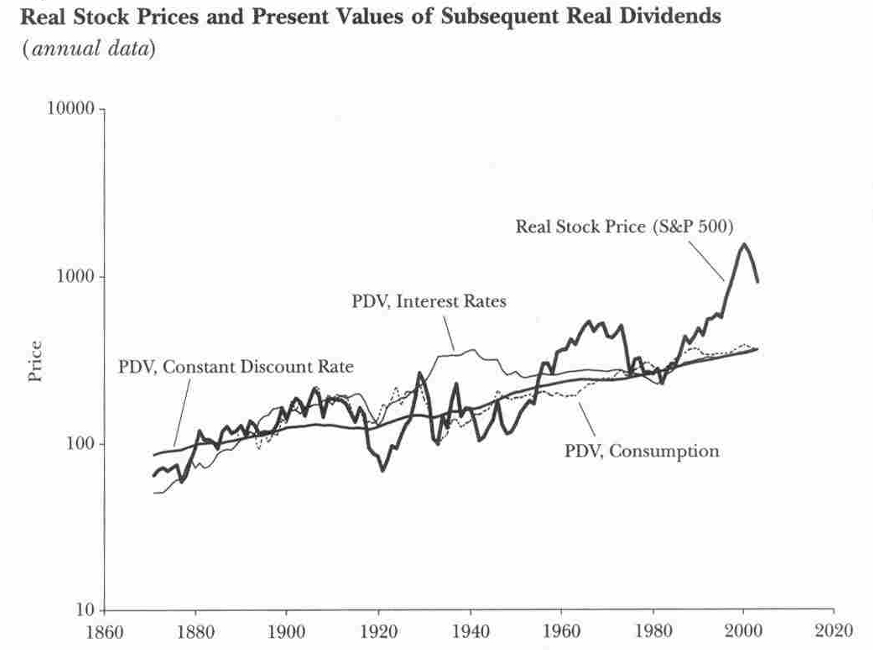 Real Stock Prices and Present Values of Subsequent Real Dividends
(annual data)
10000
Real Stock Price (S&P 500)
1000
PDV, Interest Rates
Price
PDV, Constant Discount Rate
100
PDV, Consumption
10
1860 1880 1900 1920 1940 1960 1980 2000 2020